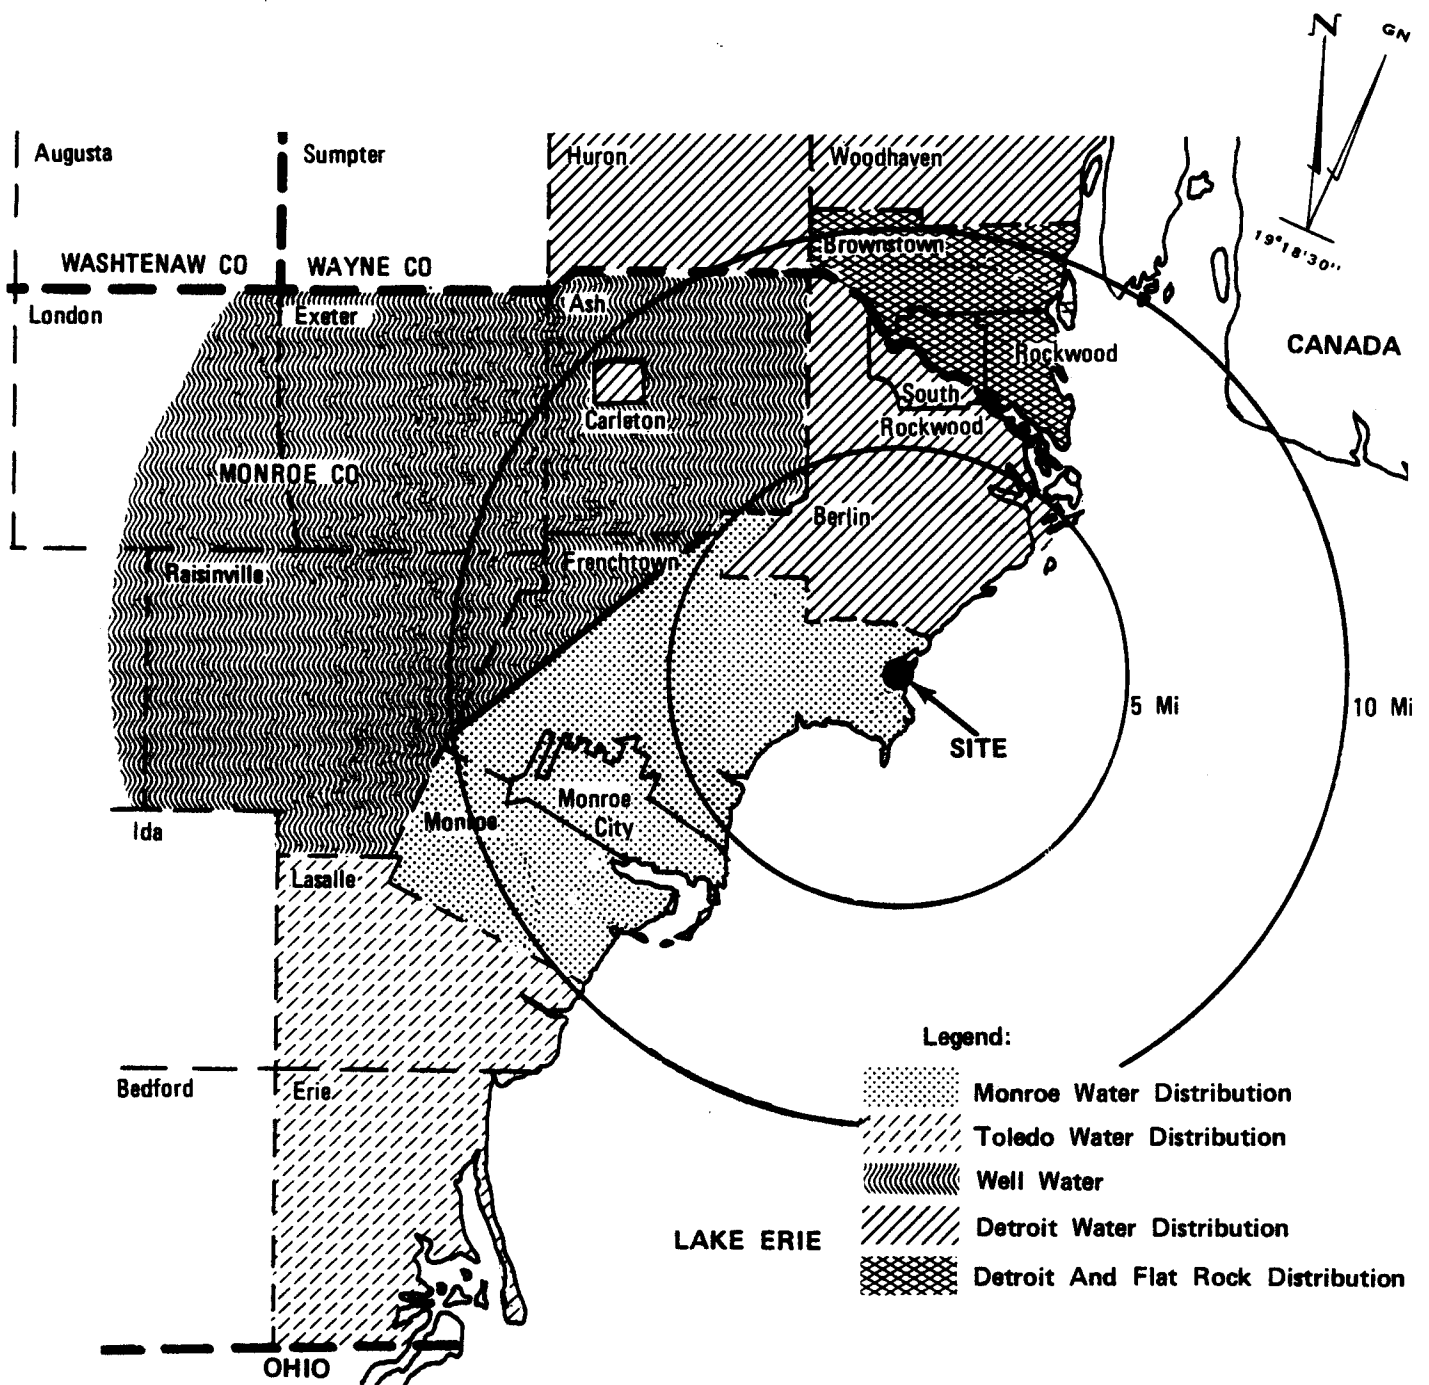 N
GN
19°18'30"
Augusta
Sumpter
Huron
Woodhaven
Brownstown
WASHTENAW CO
WAYNE CO
London
Exeter
Ash
CANADA
Rockwood
Carleton
South
Rockwood
MONROE CO
Berlin
Frenchtown
Raisinville
5 Mi
10 Mi
SITE
Monroe
City
Monroe
Ida
Lasalle
Legend:
Bedford
Erie
Monroe Water Distribution
Toledo Water Distribution
Well Water
Detroit Water Distribution
LAKE ERIE
Detroit And Flat Rock Distribution
OHIO